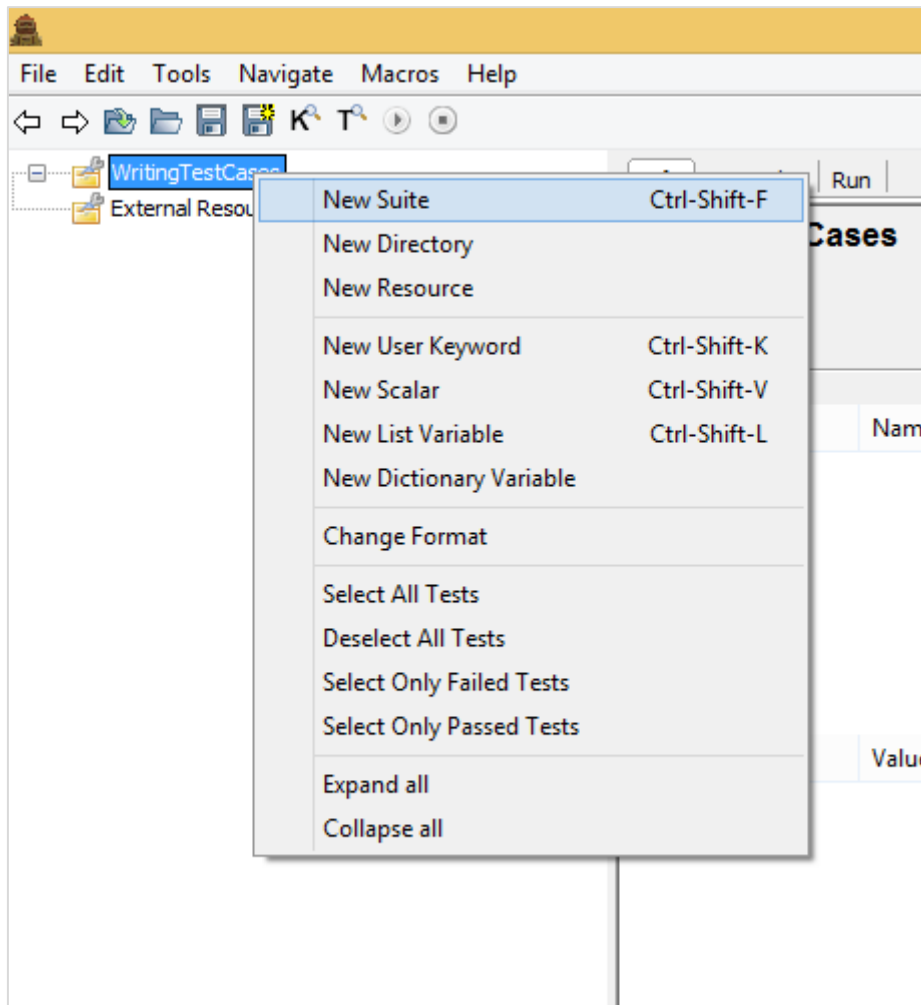 File Edit Tools Navigate Macros Help
K T
WritingTestCases
External Resou
Run
Cases
New Suite Ctrl-Shift-F
New Directory
New Resource
New User Keyword Ctrl-Shift-K
New Scalar Ctrl-Shift-V
New List Variable Ctrl-Shift-L
New Dictionary Variable
Change Format
Select All Tests
Deselect All Tests
Select Only Failed Tests
Select Only Passed Tests
Expand all
Collapse all
Nam
Value